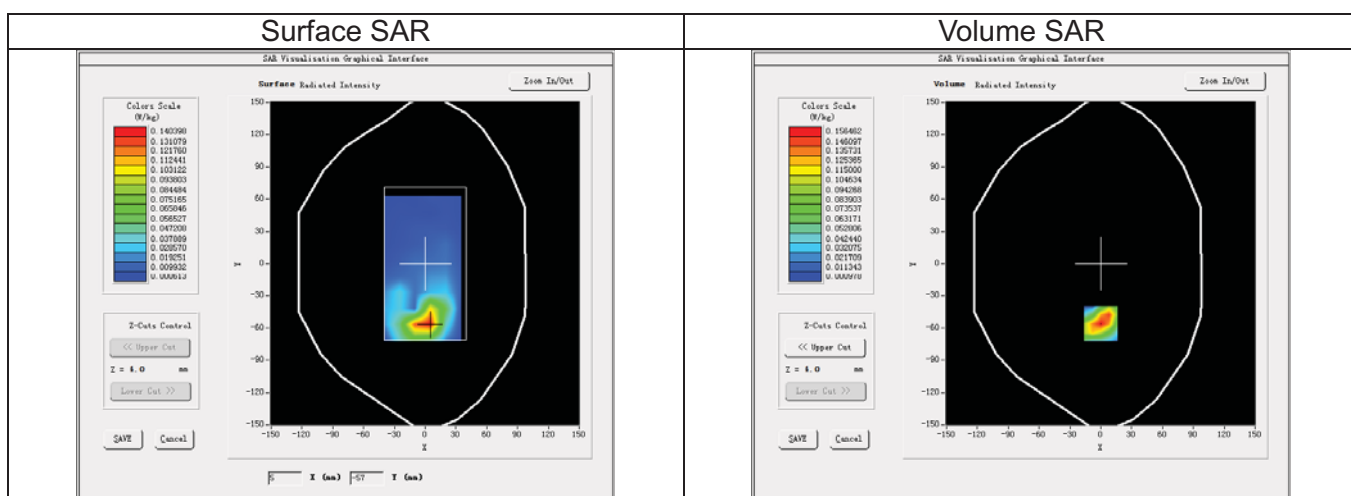 Surface SAR
Volume SAR
SAR Visualisation Graphical Interface
Surface Radiated Intensity
Zoom In/Out
Colors Scale
(W/kg)
0.140398
0.131079
0.121760
0.112441
0.103122
0.093803
0.084484
0.075165
0.065846
0.056527
0.047208
0.037889
0.028570
0.019251
0.009932
0.000613
Z-Cuts Control
<< Upper Cut
Z = 4.0 mm
Lower Cut >>
SAVE Cancel
150
120
90
60
30
0
-30
-60
-90
-120
-150
Y
-150 -120 -90 -60 -30 0 30 60 90 120 150
X
5 X (mm) -57 Y (mm)
SAR Visualisation Graphical Interface
Volume Radiated Intensity
Zoom In/Out
Colors Scale
(W/kg)
0.156462
0.146097
0.135731
0.125365
0.115000
0.104634
0.094268
0.083903
0.073537
0.063171
0.052806
0.042440
0.032075
0.021709
0.011343
0.000978
Z-Cuts Control
<< Upper Cut
Z = 4.0 mm
Lower Cut >>
SAVE Cancel
150
120
90
60
30
0
-30
-60
-90
-120
-150
Y
-150 -120 -90 -60 -30 0 30 60 90 120 150
X